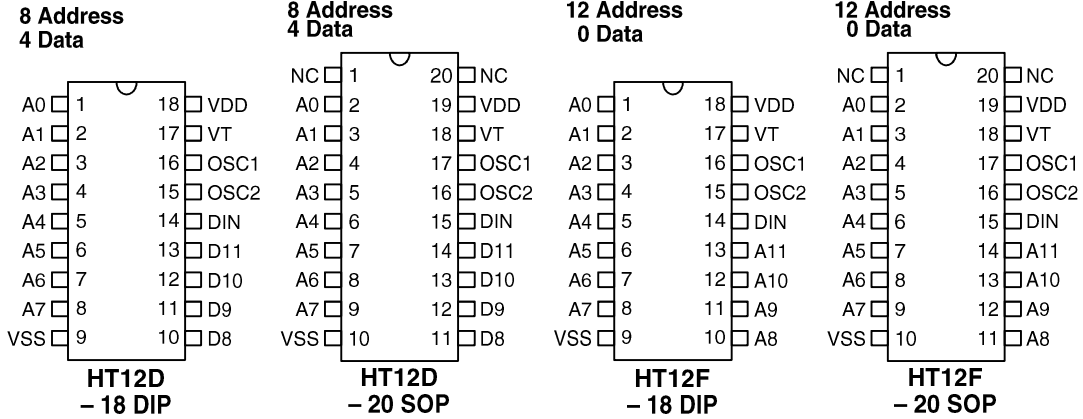 8 Address
4 Data
8 Address
4 Data
12 Address
0 Data
12 Address
0 Data
A0 1 18 VDD
A1 2 17 VT
A2 3 16 OSC1
A3 4 15 OSC2
A4 5 14 DIN
A5 6 13 D11
A6 7 12 D10
A7 8 11 D9
VSS 9 10 D8
HT12D
– 18 DIP
NC 1 20 NC
A0 2 19 VDD
A1 3 18 VT
A2 4 17 OSC1
A3 5 16 OSC2
A4 6 15 DIN
A5 7 14 D11
A6 8 13 D10
A7 9 12 D9
VSS 10 11 D8
HT12D
– 20 SOP
A0 1 18 VDD
A1 2 17 VT
A2 3 16 OSC1
A3 4 15 OSC2
A4 5 14 DIN
A5 6 13 A11
A6 7 12 A10
A7 8 11 A9
VSS 9 10 A8
HT12F
– 18 DIP
NC 1 20 NC
A0 2 19 VDD
A1 3 18 VT
A2 4 17 OSC1
A3 5 16 OSC2
A4 6 15 DIN
A5 7 14 A11
A6 8 13 A10
A7 9 12 A9
VSS 10 11 A8
HT12F
– 20 SOP